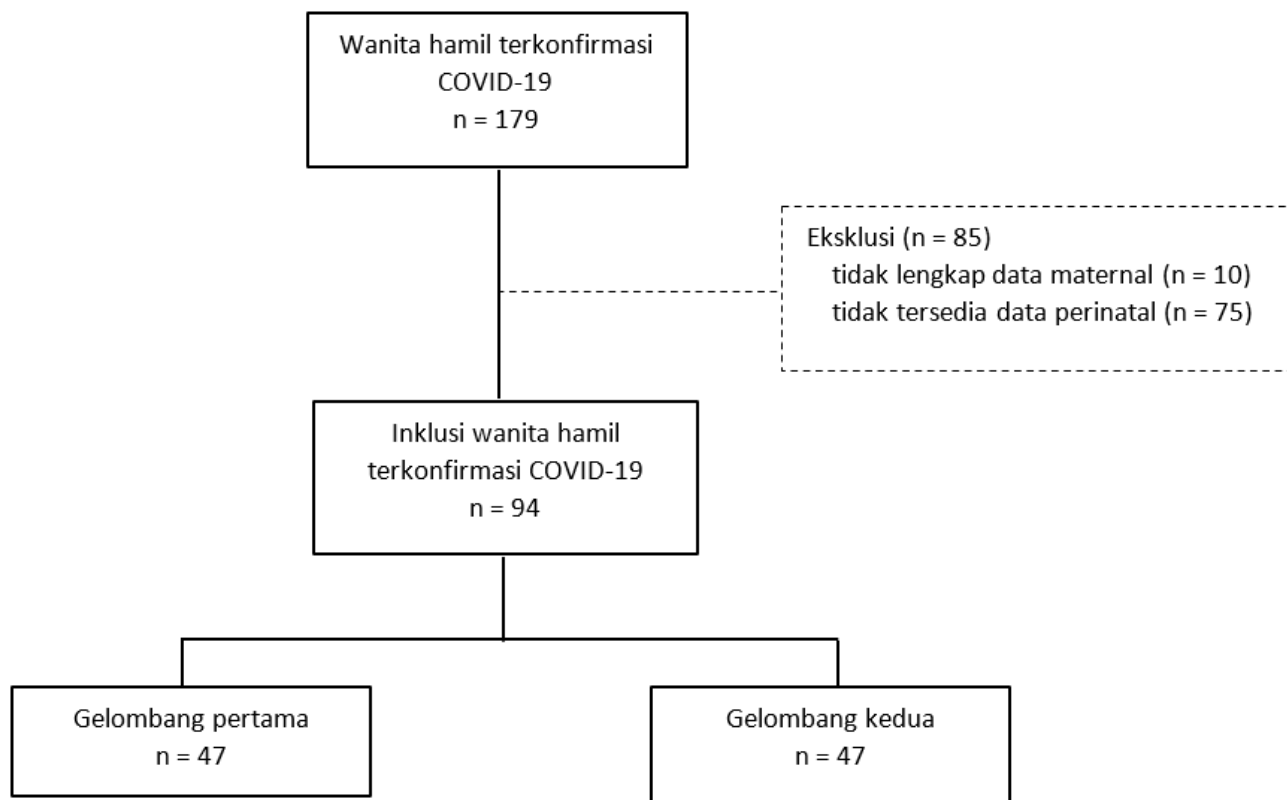 Wanita hamil terkonfirmasi
COVID-19
n = 179
Eksklusi (n = 85)
tidak lengkap data maternal (n = 10)
tidak tersedia data perinatal (n = 75)
Inklusi wanita hamil
terkonfirmasi COVID-19
n = 94
Gelombang pertama
n = 47
Gelombang kedua
n = 47